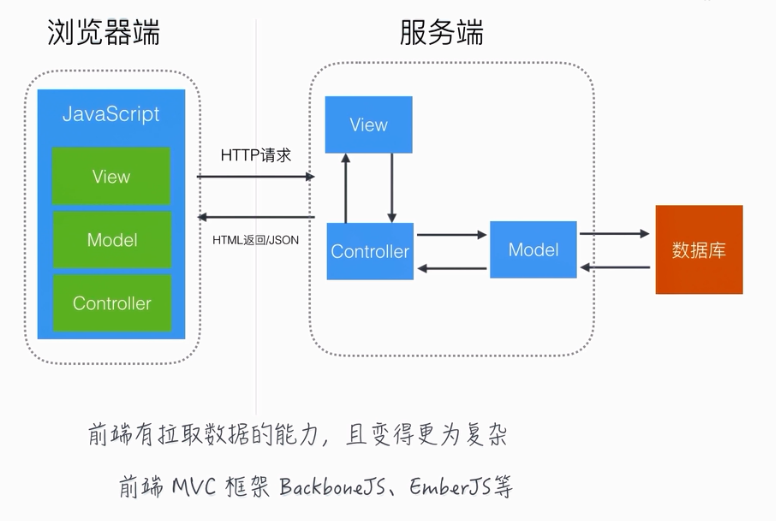 浏览器端
服务端
JavaScript
View
Model
Controller
HTTP请求
HTML返回/JSON
View
Controller
Model
数据库
前端有拉取数据的能力，且变得更为复杂
前端 MVC 框架 BackboneJS、EmberJS等